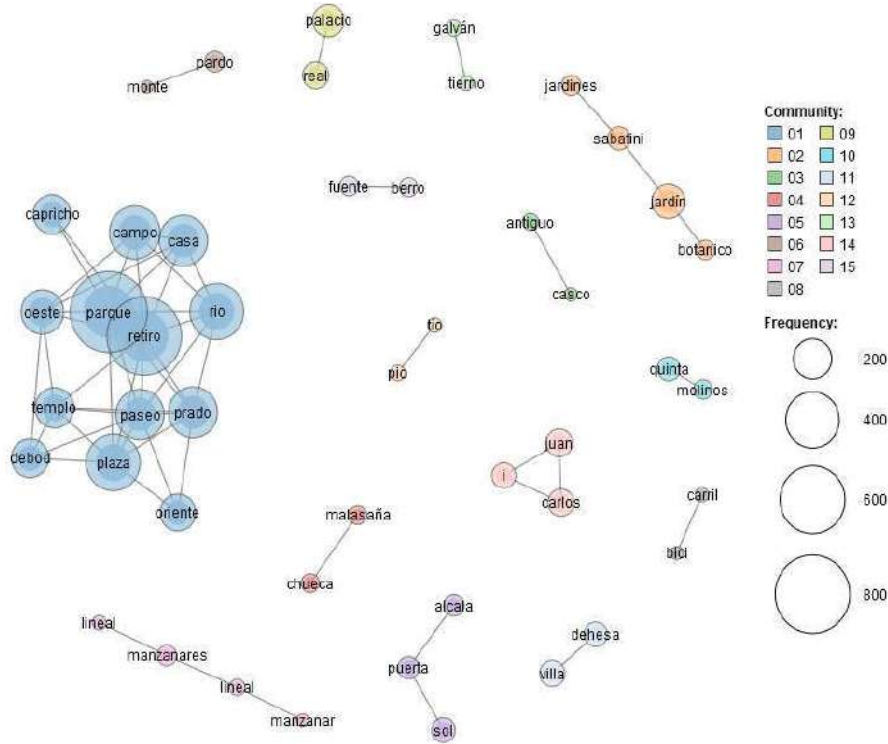 palacio
galván
pardo
real
tierno
monte
jardines
Community:
01 09
02 10
03 11
04 12
05 13
06 14
07 15
08
sabatini
fuente berro
capricho
campo
casa
jardín
antiguo
botanico
casco
oeste
parque
rio
retiro
tio
pio
quinta
molinos
Frequency:
200
400
600
800
templo
paseo
prado
debod
plaza
oriente
juan
i
carlos
carril
bici
malasaña
chueca
alcala
puerta
sol
dehesa
villa
lineal
manzanares
lineal
manzanar